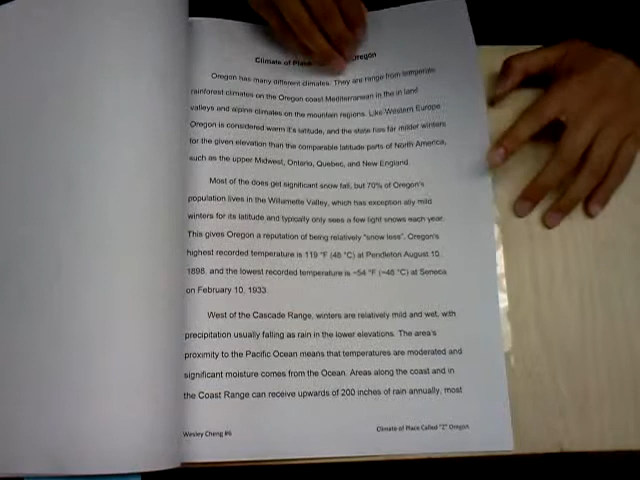 Climate of Place Oregon
Oregon has many different climates. They are range from temperate
rainforest climates on the Oregon coast Mediterranean in the in land
valleys and alpine climates on the mountain regions. Like Western Europe
Oregon is considered warm it's latitude, and the state has far milder winters
for the given elevation than the comparable latitude parts of North America,
such as the upper Midwest, Ontario, Quebec, and New England.
Most of the does get significant snow fall, but 70% of Oregon's
population lives in the Willamette Valley, which has exception ally mild
winters for its latitude and typically only sees a few light snows each year.
This gives Oregon a reputation of being relatively "snow less". Oregon's
highest recorded temperature is 119 °F (48 °C) at Pendleton August 10,
1898, and the lowest recorded temperature is −54 °F (−48 °C) at Seneca
on February 10, 1933.
West of the Cascade Range, winters are relatively mild and wet, with
precipitation usually falling as rain in the lower elevations. The area's
proximity to the Pacific Ocean means that temperatures are moderated and
significant moisture comes from the Ocean. Areas along the coast and in
the Coast Range can receive upwards of 200 inches of rain annually, most
Wesley Cheng #6 Climate of Place Called "Z" Oregon